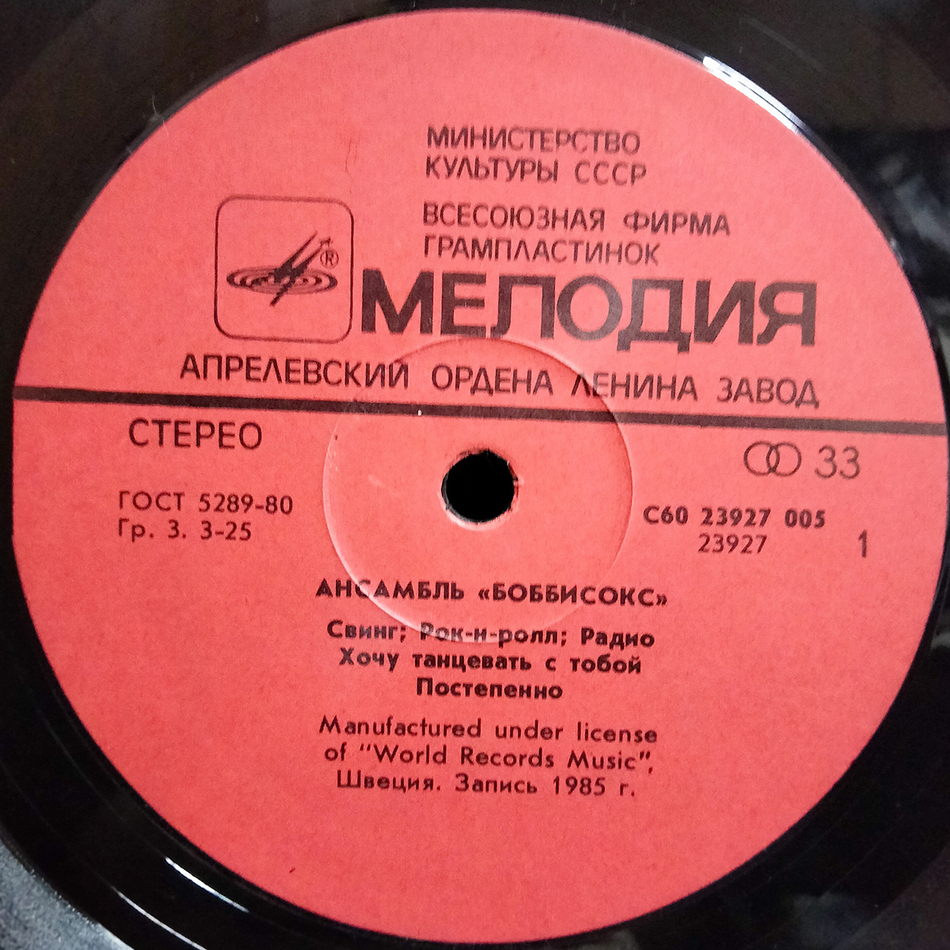 МИНИСТЕРСТВО
КУЛЬТУРЫ СССР
ВСЕСОЮЗНАЯ ФИРМА
ГРАМПЛАСТИНОК
®
МЕЛОДИЯ
АПРЕЛЕВСКИЙ ОРДЕНА ЛЕНИНА ЗАВОД
СТЕРЕО
33
ГОСТ 5289-80
Гр. 3. 3-25
С60 23927 005
23927
1
АНСАМБЛЬ «БОББИСОКС»
Свинг; Рок-н-ролл; Радио
Хочу танцевать с тобой
Постепенно
Manufactured under license
of "World Records Music",
Швеция. Запись 1985 г.